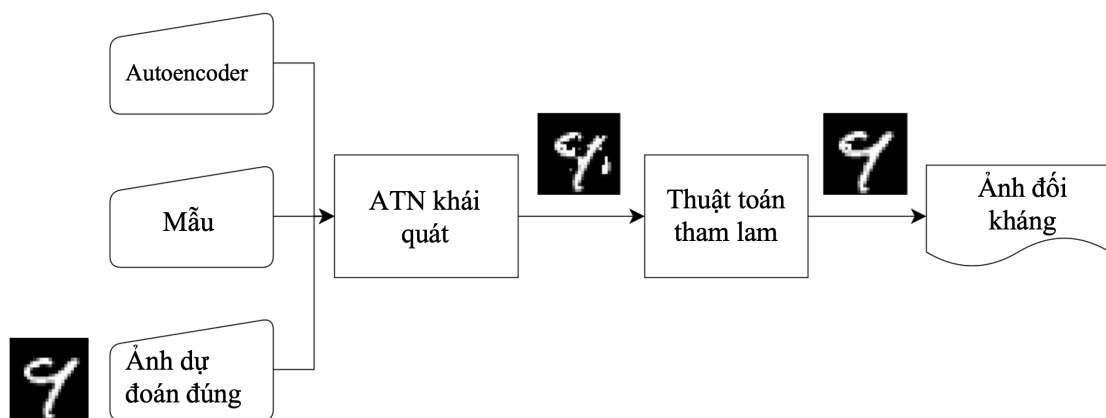 Autoencoder
Mẫu
Ảnh dự
đoán đúng
ATN khái
quát
Thuật toán
tham lam
Ảnh đối
kháng